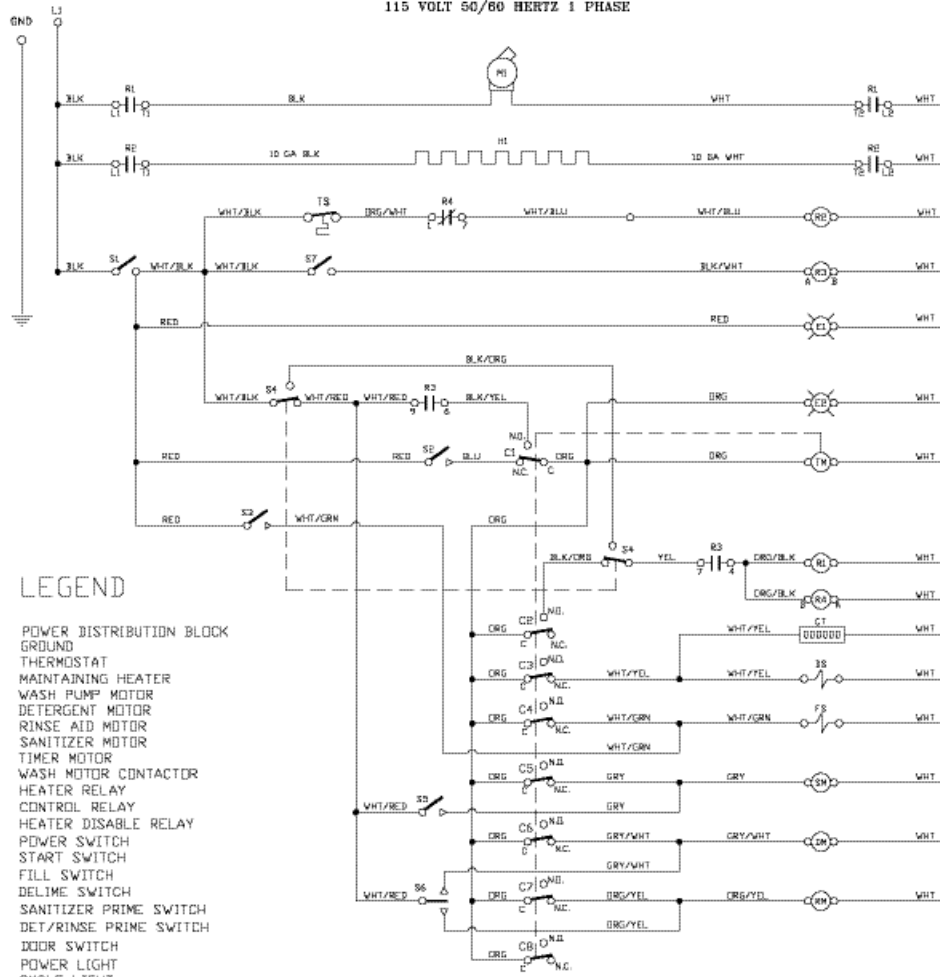 115 VOLT 50/60 HERTZ 1 PHASE
GND
L1
M1
BLK
R1
L1 T1
BLK
WHT
R1
T2 L2
WHT
H1
BLK
R2
L1 T1
10 GA BLK
10 GA WHT
R2
T2 L2
WHT
WHT/BLK
TS
ORG/WHT
R4
WHT/BLU
WHT/BLU
R2
WHT
BLK
S1
WHT/BLK
WHT/BLK
S7
BLK/WHT
R3
A B
WHT
RED
RED
E1
WHT
BLK/ORG
WHT/BLK
S4
WHT/RED
WHT/RED
R3
9 6
BLK/YEL
ORG
E2
WHT
N.O.
RED
RED
S2
BLU
C1
N.C.
C
ORG
ORG
TM
WHT
RED
S3
WHT/GRN
ORG
BLK/ORG
S4
YEL
R3
7 4
ORG/BLK
R1
WHT
ORG/BLK
R4
B A
WHT
ORG
C2
N.O.
C
N.C.
WHT/YEL
CT
000000
WHT
ORG
C3
N.O.
C
N.C.
WHT/YEL
WHT/YEL
WHT
ORG
C4
N.O.
C
N.C.
WHT/GRN
WHT/GRN
FS
WHT
WHT/GRN
ORG
C5
N.O.
C
N.C.
GRY
GRY
SM
WHT
WHT/RED
S5
GRY
ORG
C6
N.O.
C
N.C.
GRY/WHT
GRY/WHT
DM
WHT
GRY/WHT
WHT/RED
S6
ORG
C7
N.O.
C
N.C.
ORG/YEL
ORG/YEL
RM
WHT
ORG/YEL
ORG
C8
N.O.
C
N.C.
LEGEND
POWER DISTRIBUTION BLOCK
GROUND
THERMOSTAT
MAINTAINING HEATER
WASH PUMP MOTOR
DETERGENT MOTOR
RINSE AID MOTOR
SANITIZER MOTOR
TIMER MOTOR
WASH MOTOR CONTACTOR
HEATER RELAY
CONTROL RELAY
HEATER DISABLE RELAY
POWER SWITCH
START SWITCH
FILL SWITCH
DELIME SWITCH
SANITIZER PRIME SWITCH
DET/RINSE PRIME SWITCH
DOOR SWITCH
POWER LIGHT